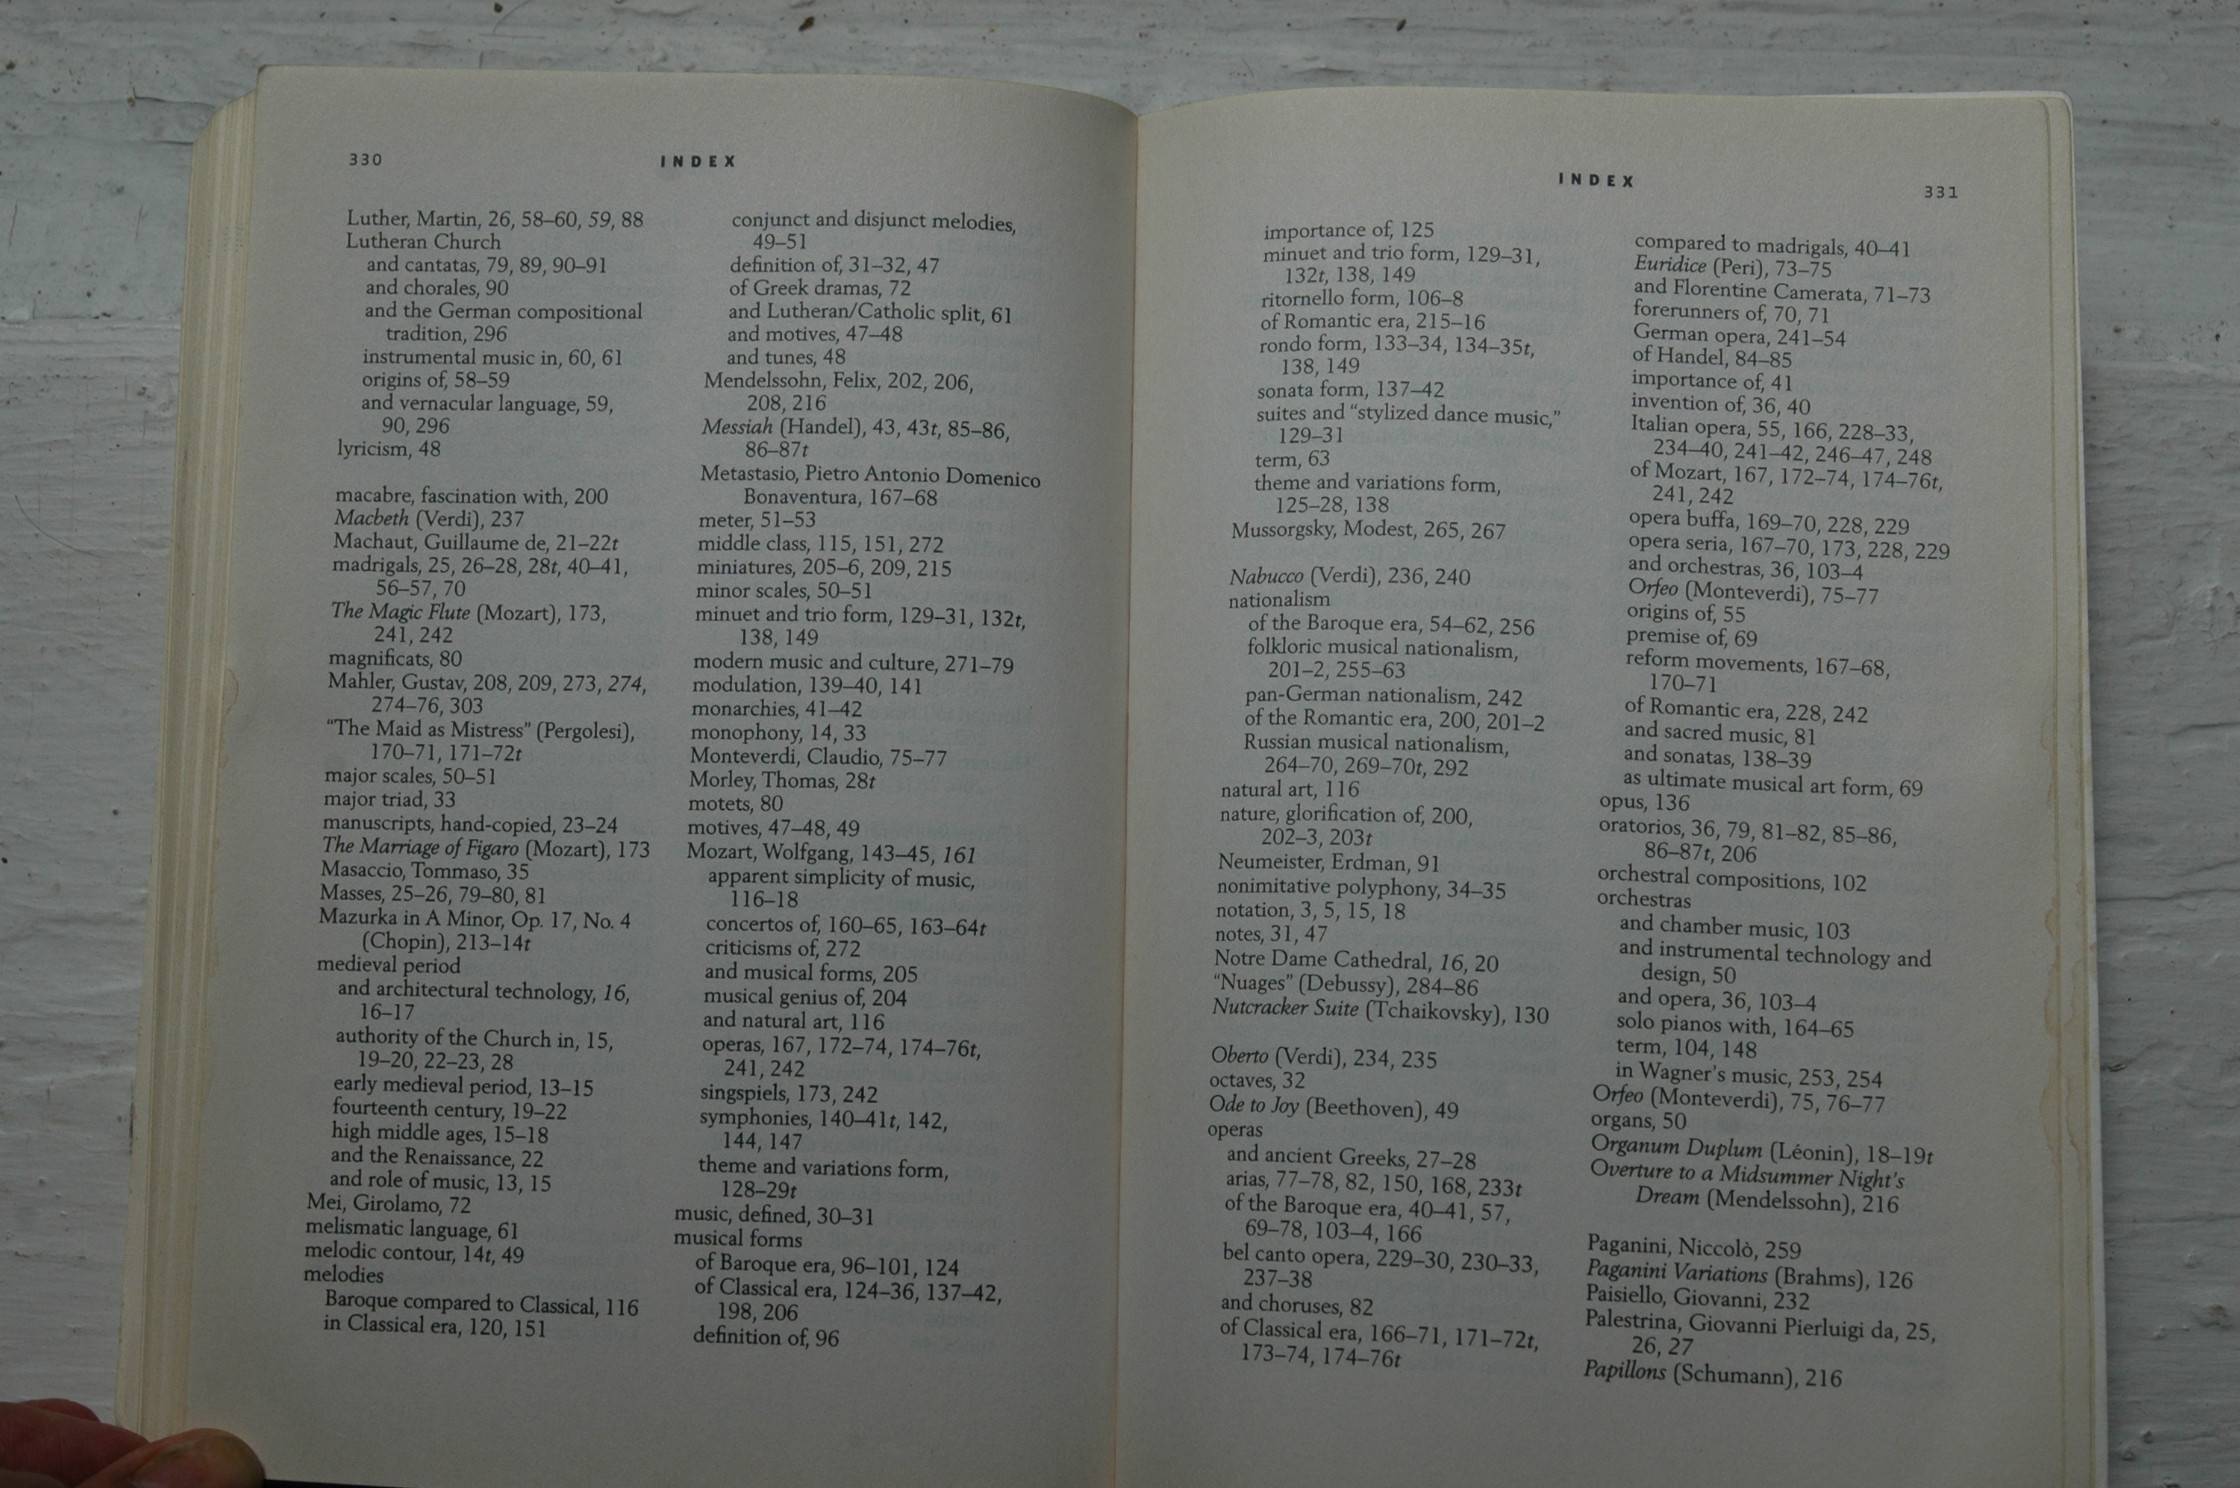 330
INDEX
Luther, Martin, 26, 58–60, 59, 88
Lutheran Church
and cantatas, 79, 89, 90–91
and chorales, 90
and the German compositional
tradition, 296
instrumental music in, 60, 61
origins of, 58–59
and vernacular language, 59,
90, 296
lyricism, 48
macabre, fascination with, 200
Macbeth (Verdi), 237
Machaut, Guillaume de, 21–22t
madrigals, 25, 26–28, 28t, 40–41,
56–57, 70
The Magic Flute (Mozart), 173,
241, 242
magnificats, 80
Mahler, Gustav, 208, 209, 273, 274,
274–76, 303
“The Maid as Mistress” (Pergolesi),
170–71, 171–72t
major scales, 50–51
major triad, 33
manuscripts, hand-copied, 23–24
The Marriage of Figaro (Mozart), 173
Masaccio, Tommaso, 35
Masses, 25–26, 79–80, 81
Mazurka in A Minor, Op. 17, No. 4
(Chopin), 213–14t
medieval period
and architectural technology, 16,
16–17
authority of the Church in, 15,
19–20, 22–23, 28
early medieval period, 13–15
fourteenth century, 19–22
high middle ages, 15–18
and the Renaissance, 22
and role of music, 13, 15
Mei, Girolamo, 72
melismatic language, 61
melodic contour, 14t, 49
melodies
Baroque compared to Classical, 116
in Classical era, 120, 151
conjunct and disjunct melodies,
49–51
definition of, 31–32, 47
of Greek dramas, 72
and Lutheran/Catholic split, 61
and motives, 47–48
and tunes, 48
Mendelssohn, Felix, 202, 206,
208, 216
Messiah (Handel), 43, 43t, 85–86,
86–87t
Metastasio, Pietro Antonio Domenico
Bonaventura, 167–68
meter, 51–53
middle class, 115, 151, 272
miniatures, 205–6, 209, 215
minor scales, 50–51
minuet and trio form, 129–31, 132t,
138, 149
modern music and culture, 271–79
modulation, 139–40, 141
monarchies, 41–42
monophony, 14, 33
Monteverdi, Claudio, 75–77
Morley, Thomas, 28t
motets, 80
motives, 47–48, 49
Mozart, Wolfgang, 143–45, 161
apparent simplicity of music,
116–18
concertos of, 160–65, 163–64t
criticisms of, 272
and musical forms, 205
musical genius of, 204
and natural art, 116
operas, 167, 172–74, 174–76t,
241, 242
singspiels, 173, 242
symphonies, 140–41t, 142,
144, 147
theme and variations form,
128–29t
music, defined, 30–31
musical forms
of Baroque era, 96–101, 124
of Classical era, 124–36, 137–42,
198, 206
definition of, 96
INDEX
331
importance of, 125
minuet and trio form, 129–31,
132t, 138, 149
ritornello form, 106–8
of Romantic era, 215–16
rondo form, 133–34, 134–35t,
138, 149
sonata form, 137–42
suites and “stylized dance music,”
129–31
term, 63
theme and variations form,
125–28, 138
Mussorgsky, Modest, 265, 267
Nabucco (Verdi), 236, 240
nationalism
of the Baroque era, 54–62, 256
folkloric musical nationalism,
201–2, 255–63
pan-German nationalism, 242
of the Romantic era, 200, 201–2
Russian musical nationalism,
264–70, 269–70t, 292
natural art, 116
nature, glorification of, 200,
202–3, 203t
Neumeister, Erdman, 91
nonimitative polyphony, 34–35
notation, 3, 5, 15, 18
notes, 31, 47
Notre Dame Cathedral, 16, 20
“Nuages” (Debussy), 284–86
Nutcracker Suite (Tchaikovsky), 130
Oberto (Verdi), 234, 235
octaves, 32
Ode to Joy (Beethoven), 49
operas
and ancient Greeks, 27–28
arias, 77–78, 82, 150, 168, 233t
of the Baroque era, 40–41, 57,
69–78, 103–4, 166
bel canto opera, 229–30, 230–33,
237–38
and choruses, 82
of Classical era, 166–71, 171–72t,
173–74, 174–76t
compared to madrigals, 40–41
Euridice (Peri), 73–75
and Florentine Camerata, 71–73
forerunners of, 70, 71
German opera, 241–54
of Handel, 84–85
importance of, 41
invention of, 36, 40
Italian opera, 55, 166, 228–33,
234–40, 241–42, 246–47, 248
of Mozart, 167, 172–74, 174–76t,
241, 242
opera buffa, 169–70, 228, 229
opera seria, 167–70, 173, 228, 229
and orchestras, 36, 103–4
Orfeo (Monteverdi), 75–77
origins of, 55
premise of, 69
reform movements, 167–68,
170–71
of Romantic era, 228, 242
and sacred music, 81
and sonatas, 138–39
as ultimate musical art form, 69
opus, 136
oratorios, 36, 79, 81–82, 85–86,
86–87t, 206
orchestral compositions, 102
orchestras
and chamber music, 103
and instrumental technology and
design, 50
and opera, 36, 103–4
solo pianos with, 164–65
term, 104, 148
in Wagner’s music, 253, 254
Orfeo (Monteverdi), 75, 76–77
organs, 50
Organum Duplum (Léonin), 18–19t
Overture to a Midsummer Night’s
Dream (Mendelssohn), 216
Paganini, Niccolò, 259
Paganini Variations (Brahms), 126
Paisiello, Giovanni, 232
Palestrina, Giovanni Pierluigi da, 25,
26, 27
Papillons (Schumann), 216